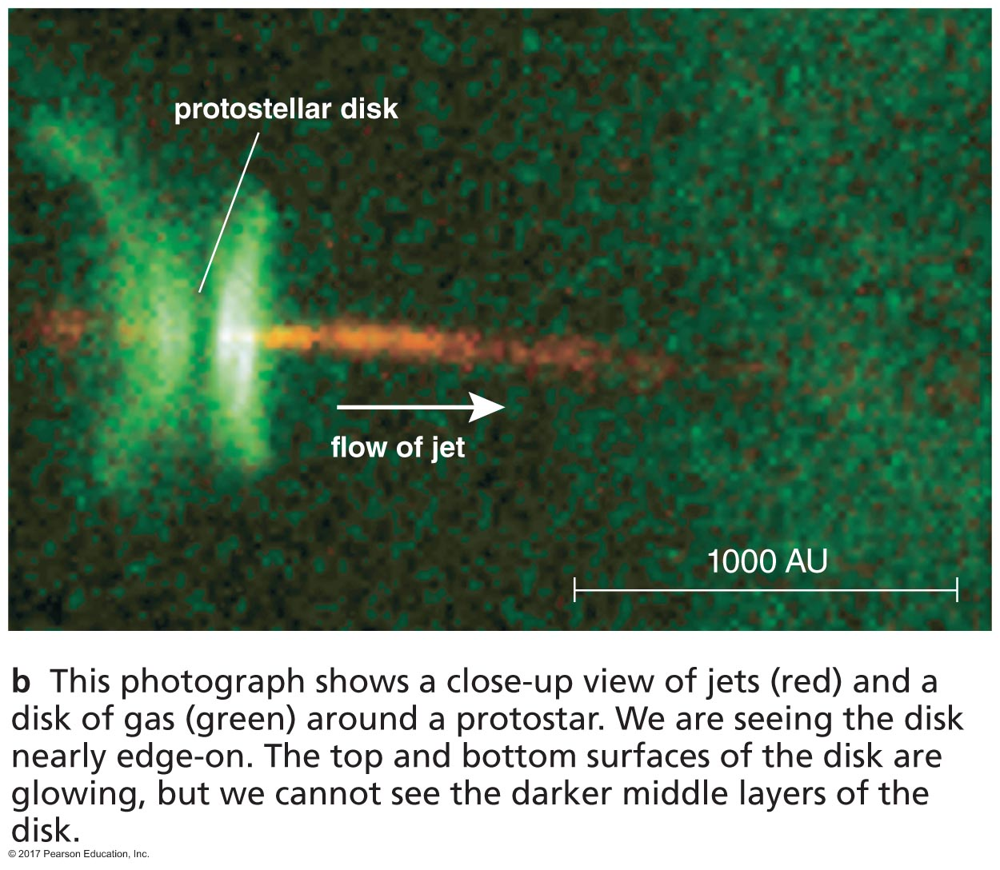 protostellar disk
flow of jet
1000 AU
b This photograph shows a close-up view of jets (red) and a
disk of gas (green) around a protostar. We are seeing the disk
nearly edge-on. The top and bottom surfaces of the disk are
glowing, but we cannot see the darker middle layers of the
disk.
© 2017 Pearson Education, Inc.